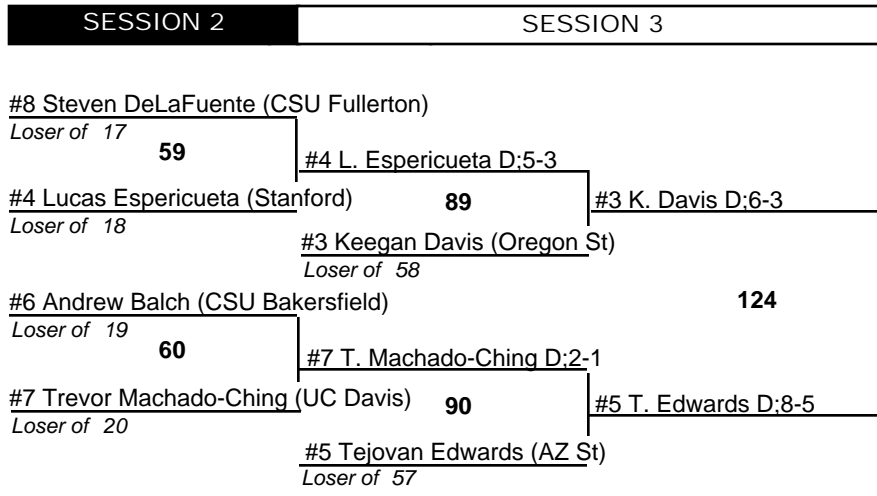 SESSION 2
SESSION 3
#8 Steven DeLaFuente (CSU Fullerton)
Loser of 17
59
#4 L. Espericueta D;5-3
#4 Lucas Espericueta (Stanford)
89
#3 K. Davis D;6-3
Loser of 18
#3 Keegan Davis (Oregon St)
Loser of 58
#6 Andrew Balch (CSU Bakersfield)
124
Loser of 19
60
#7 T. Machado-Ching D;2-1
#7 Trevor Machado-Ching (UC Davis)
90
#5 T. Edwards D;8-5
Loser of 20
#5 Tejovan Edwards (AZ St)
Loser of 57